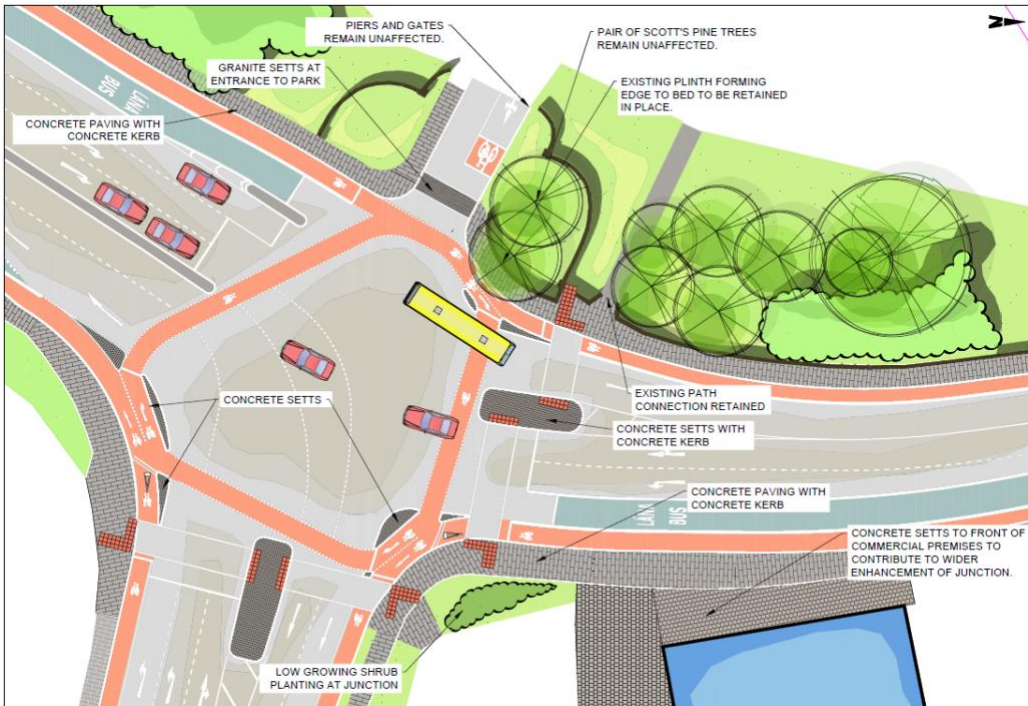 PIERS AND GATES
REMAIN UNAFFECTED.
PAIR OF SCOTT'S PINE TREES
REMAIN UNAFFECTED.
N
GRANITE SETTS AT
ENTRANCE TO PARK
EXISTING PLINTH FORMING
EDGE TO BED TO BE RETAINED
IN PLACE.
LÁNA
BUS
CONCRETE PAVING WITH
CONCRETE KERB
EXISTING PATH
CONNECTION RETAINED
CONCRETE SETTS
CONCRETE SETTS WITH
CONCRETE KERB
CONCRETE PAVING WITH
CONCRETE KERB
LÁNA
BUS
CONCRETE SETTS TO FRONT OF
COMMERCIAL PREMISES TO
CONTRIBUTE TO WIDER
ENHANCEMENT OF JUNCTION.
LOW GROWING SHRUB
PLANTING AT JUNCTION